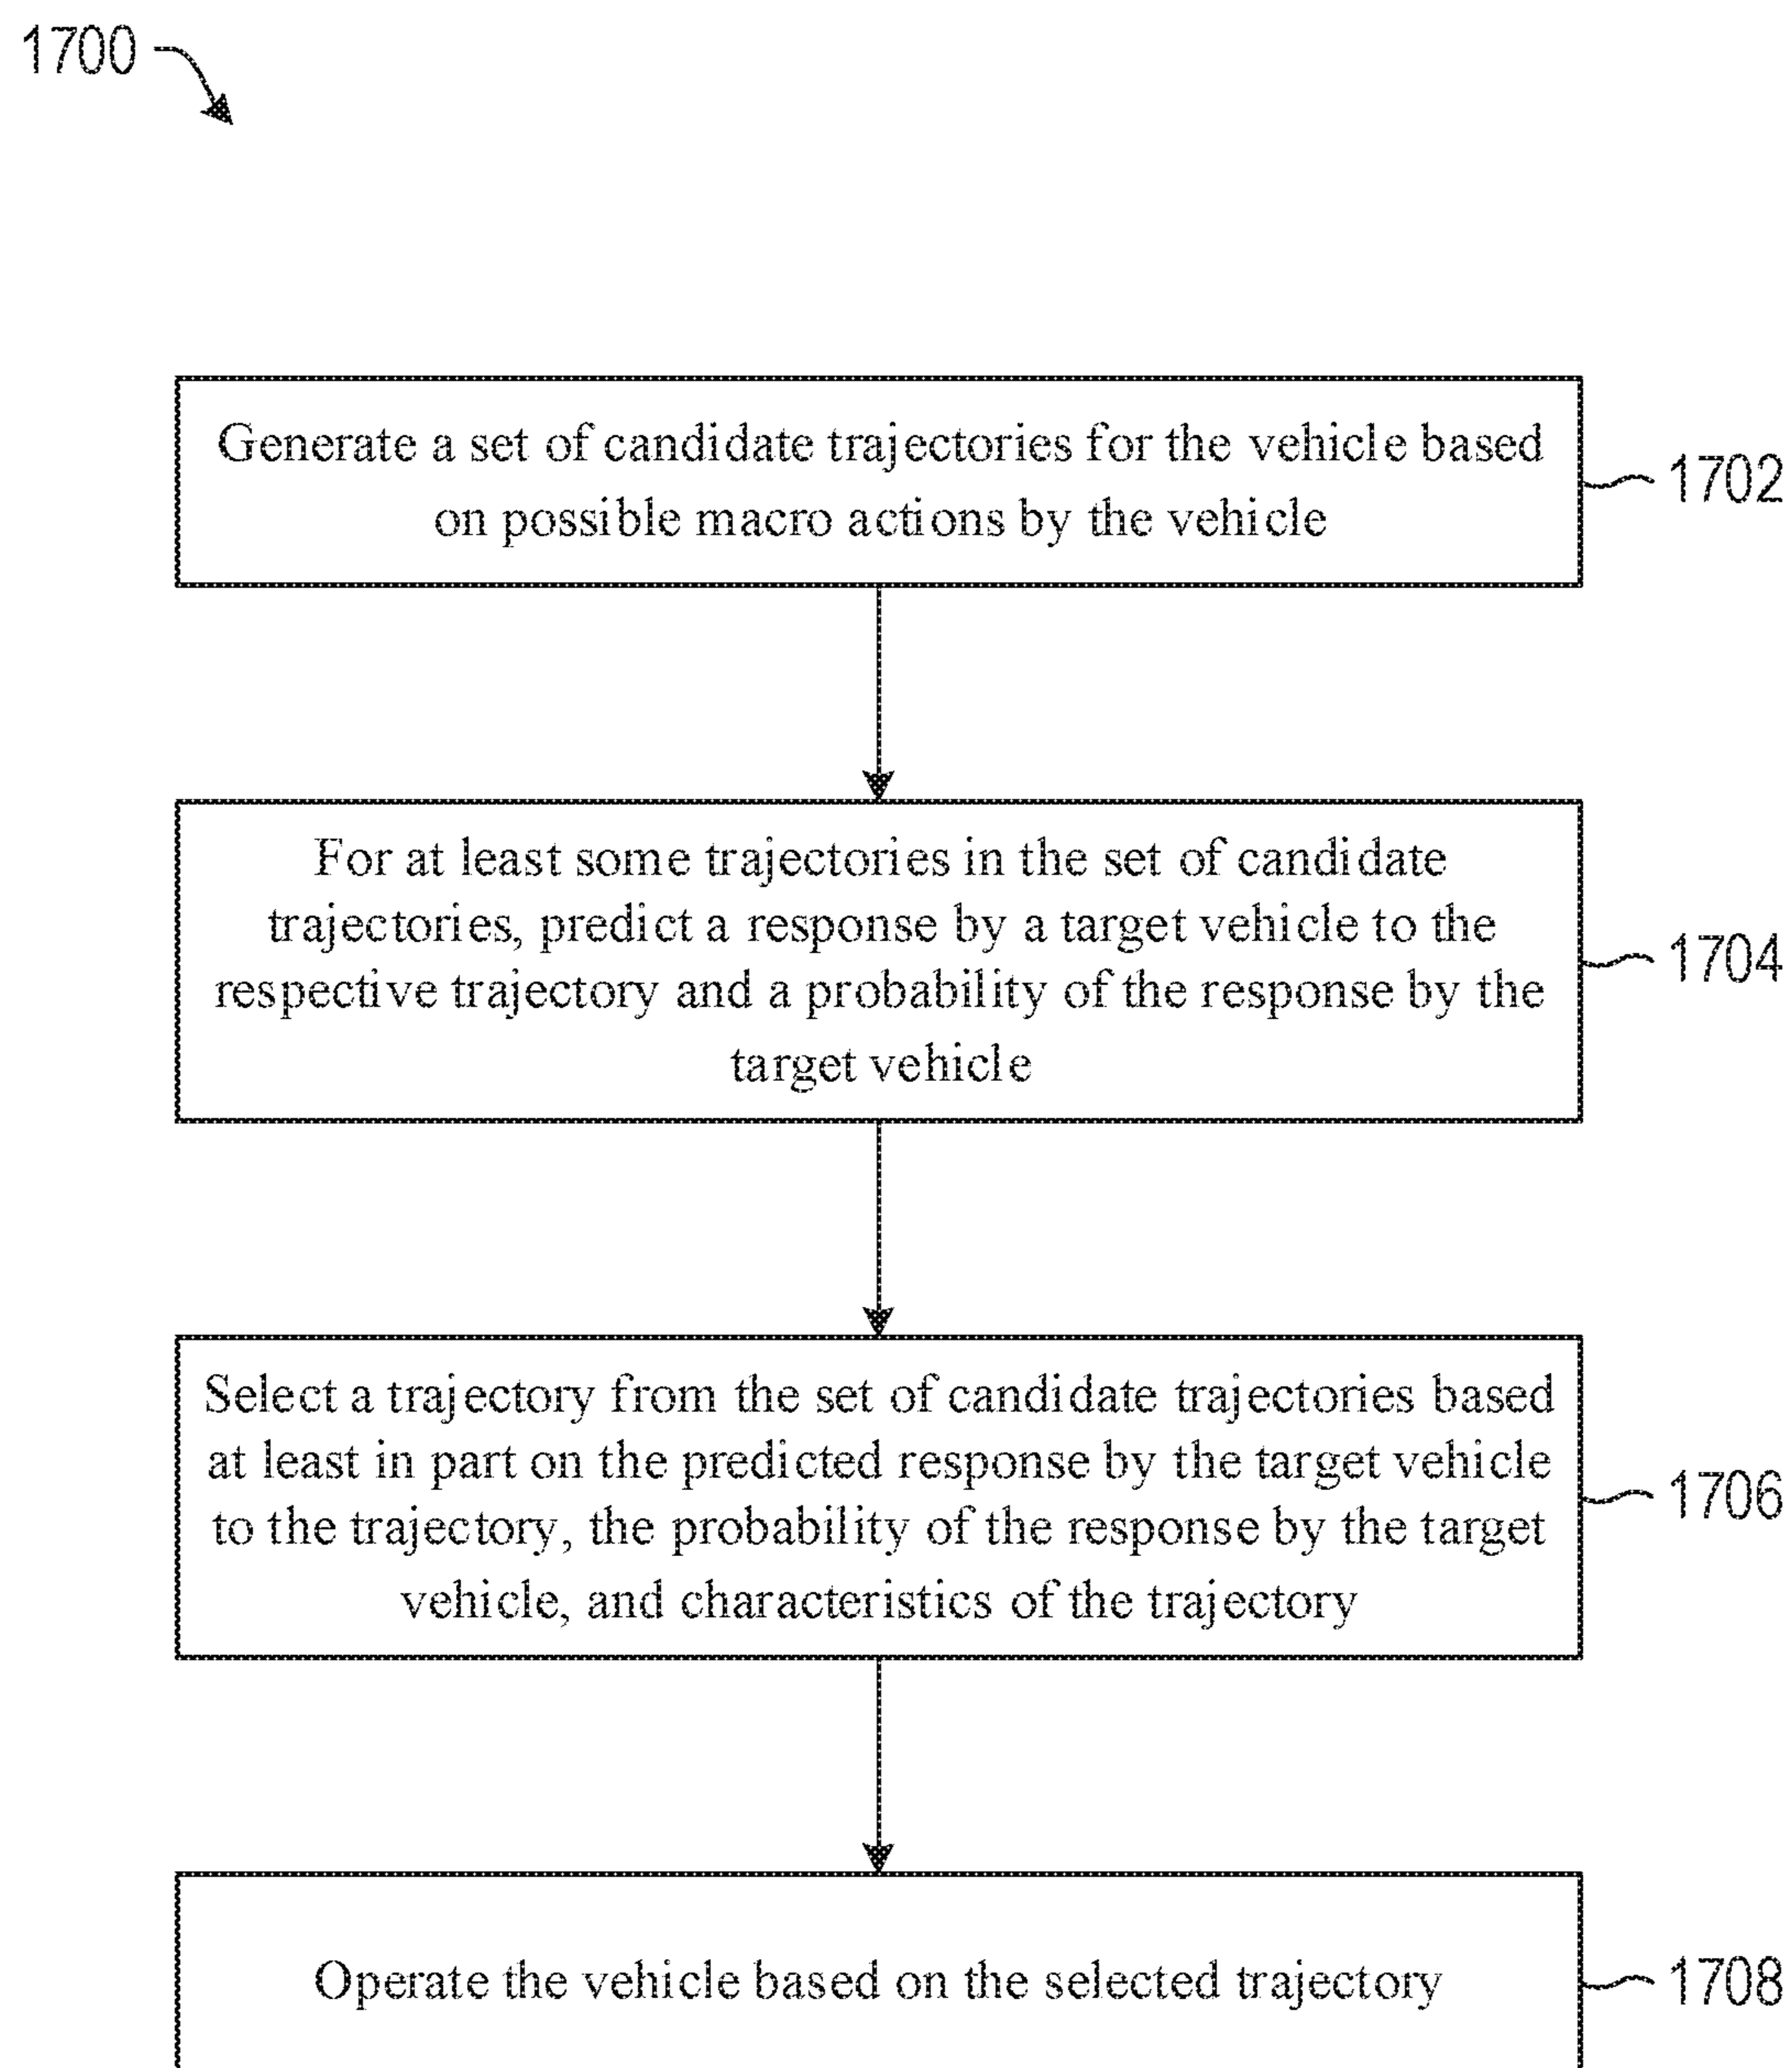 1700
Generate a set of candidate trajectories for the vehicle based
on possible macro actions by the vehicle
1702
For at least some trajectories in the set of candidate
trajectories, predict a response by a target vehicle to the
respective trajectory and a probability of the response by the
target vehicle
1704
Select a trajectory from the set of candidate trajectories based
at least in part on the predicted response by the target vehicle
to the trajectory, the probability of the response by the target
vehicle, and characteristics of the trajectory
1706
Operate the vehicle based on the selected trajectory
1708